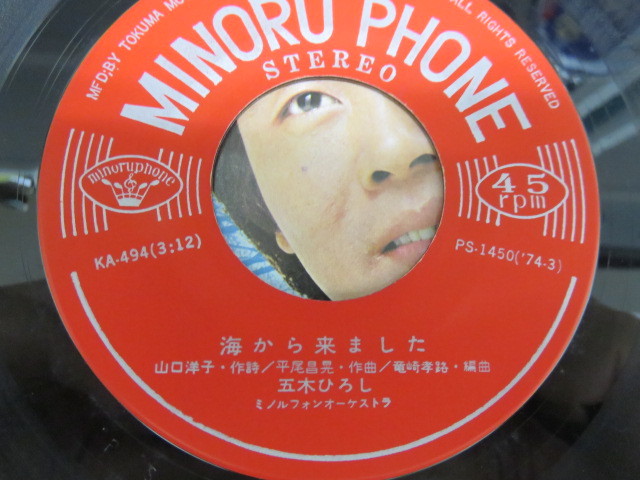 MFD;BY TOKUMA
ALL RIGHTS RESERVED
MINORU PHONE
STEREO
minoruphone
45
rpm
KA-494(3:12)
PS-1450('74-3)
海から来ました
山口洋子・作詩/平尾昌晃・作曲/竜崎孝路・編曲
五木ひろし
ミノルフォンオーケストラ